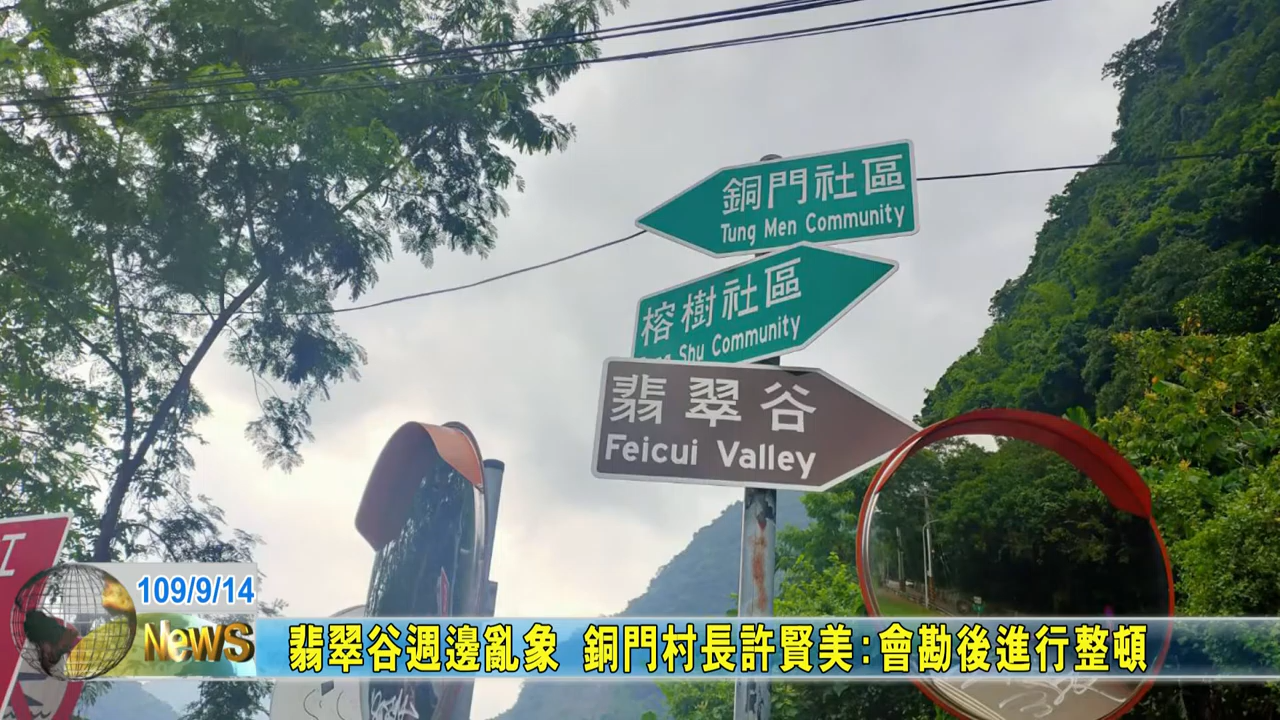 銅門社區
Tung Men Community
榕樹社區
Shu Community
翡翠谷
Feicui Valley
工
109/9/14
News
翡翠谷週邊亂象 銅門村長許賢美:會勘後進行整頓